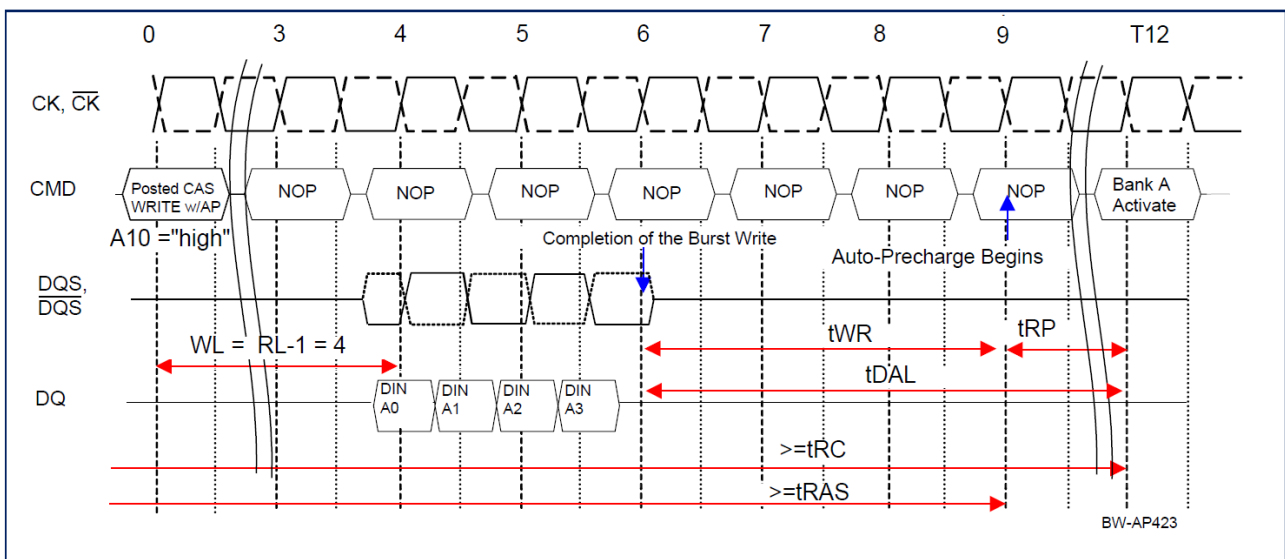 0 3 4 5 6 7 8 9 T12
CK, CK
CMD
Posted CAS
WRITE w/AP
NOP NOP NOP NOP NOP NOP NOP
Bank A
Activate
A10 ="high"
Completion of the Burst Write
Auto-Precharge Begins
DQS,
DQS
WL = RL-1 = 4
tWR
tRP
tDAL
DQ
DIN
A0
DIN
A1
DIN
A2
DIN
A3
>=tRC
>=tRAS
BW-AP423